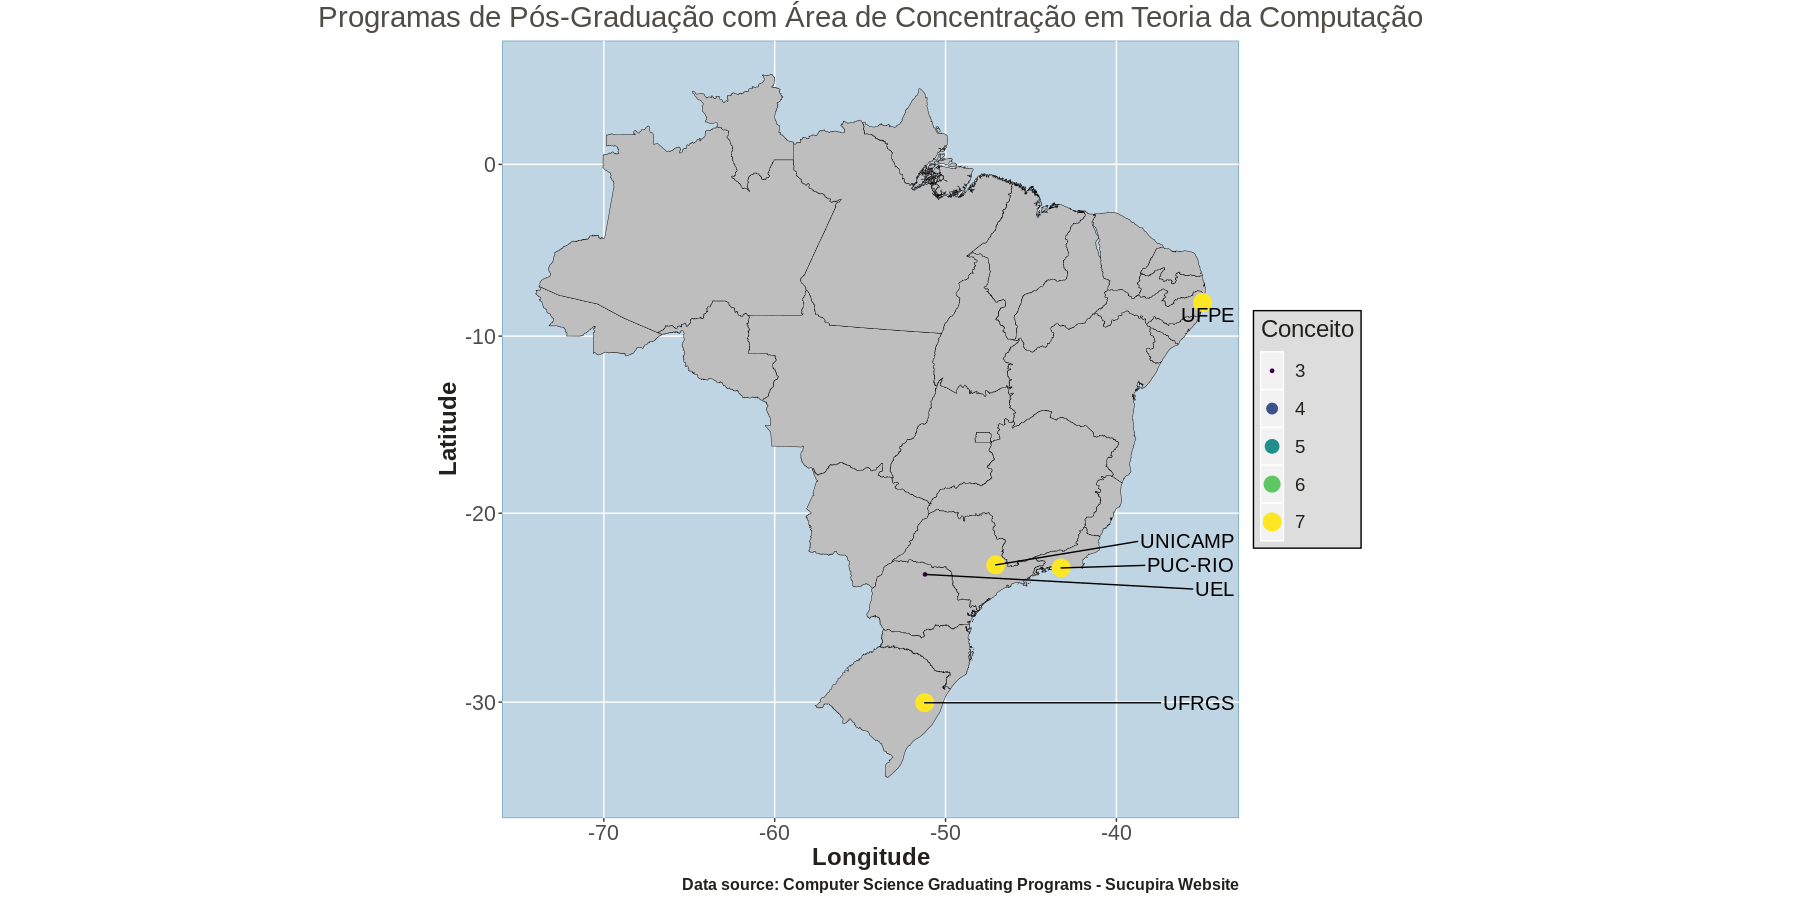 Programas de Pós-Graduação com Área de Concentração em Teoria da Computação
0
-10
-20
-30
Latitude
UFPE
UNICAMP
PUC-RIO
UEL
UFRGS
Conceito
3
4
5
6
7
-70 -60 -50 -40
Longitude
Data source: Computer Science Graduating Programs - Sucupira Website